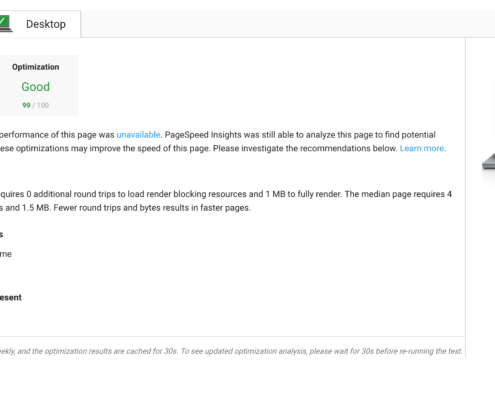 Desktop
Optimization
Good
99 / 100
performance of this page was unavailable. PageSpeed Insights was still able to analyze this page to find potential
ese optimizations may improve the speed of this page. Please investigate the recommendations below. Learn more.
quires 0 additional round trips to load render blocking resources and 1 MB to fully render. The median page requires 4
s and 1.5 MB. Fewer round trips and bytes results in faster pages.
s
me
esent
ekly, and the optimization results are cached for 30s. To see updated optimization analysis, please wait for 30s before re-running the test.